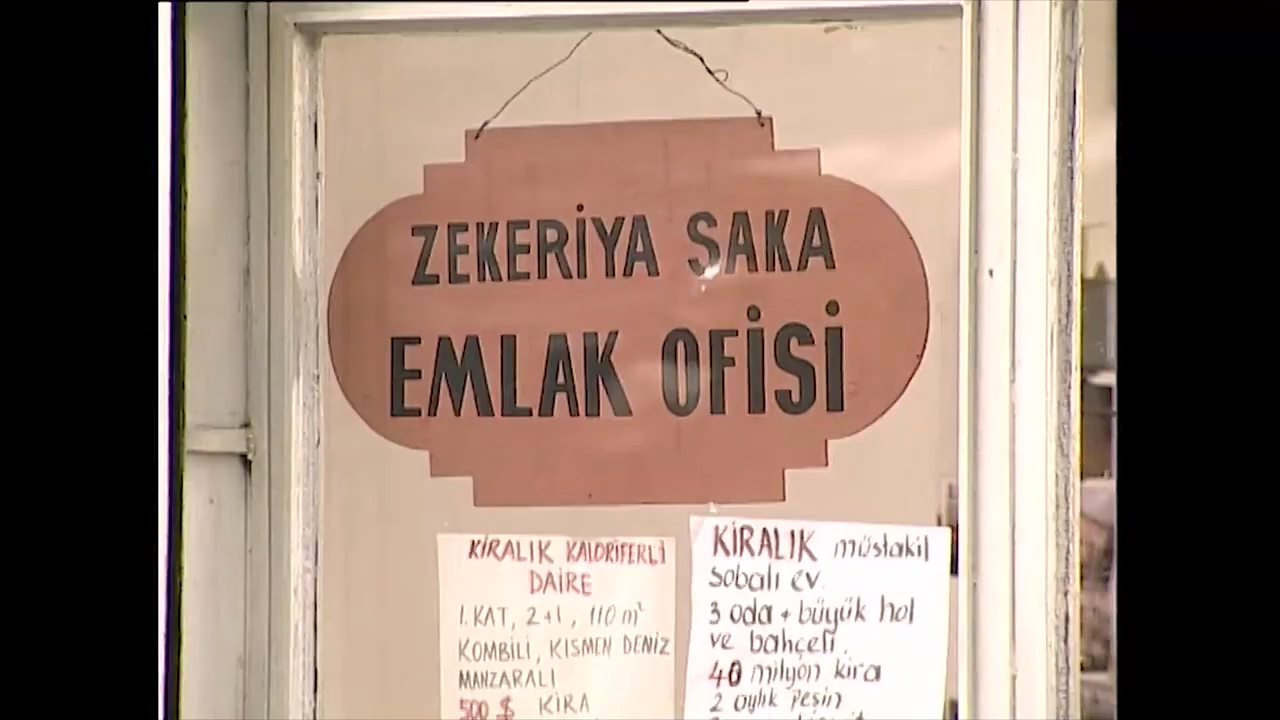 ZEKERİYA SAKA
EMLAK OFİSİ
KİRALIK KALORİFERLİ
DAİRE
1. KAT, 2+1, 110 m²
KOMBİLİ, KISMEN DENİZ
MANZARALI
500 $ KİRA
KİRALIK müstakil
sobalı ev.
3 oda + büyük hol
ve bahçeli.
40 milyon kira
2 aylık peşin